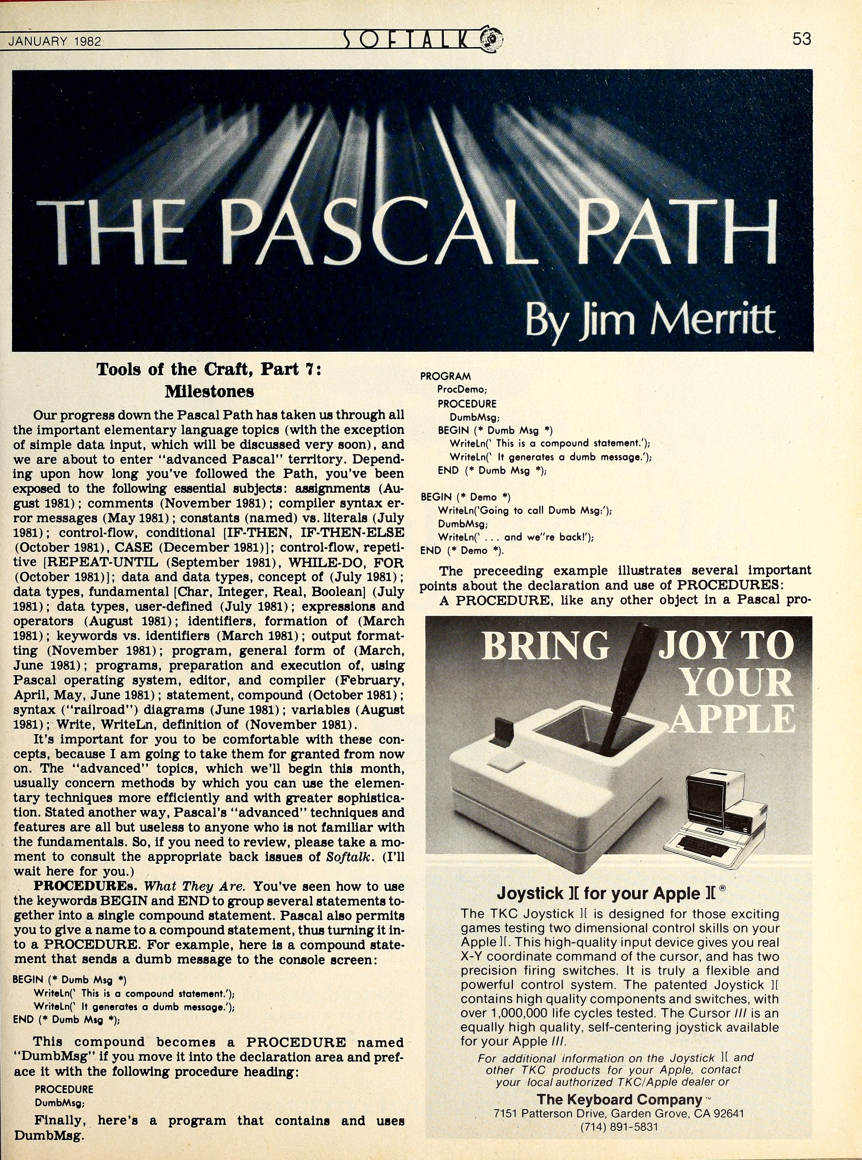 JANUARY 1982
SOFTALK
53
THE PASCAL PATH
By Jim Merritt
Tools of the Craft, Part 7:
Milestones
Our progress down the Pascal Path has taken us through all
the important elementary language topics (with the exception
of simple data input, which will be discussed very soon), and
we are about to enter "advanced Pascal" territory. Depend-
ing upon how long you've followed the Path, you've been
exposed to the following essential subjects: assignments (Au-
gust 1981); comments (November 1981); compiler syntax er-
ror messages (May 1981); constants (named) vs. literals (July
1981); control-flow, conditional [IF-THEN, IF-THEN-ELSE
(October 1981), CASE (December 1981)]; control-flow, repeti-
tive [REPEAT-UNTIL (September 1981), WHILE-DO, FOR
(October 1981)]; data and data types, concept of (July 1981);
data types, fundamental [Char, Integer, Real, Boolean] (July
1981); data types, user-defined (July 1981); expressions and
operators (August 1981); identifiers, formation of (March
1981); keywords vs. identifiers (March 1981); output format-
ting (November 1981); program, general form of (March,
June 1981); programs, preparation and execution of, using
Pascal operating system, editor, and compiler (February,
April, May, June 1981); statement, compound (October 1981);
syntax ("railroad") diagrams (June 1981); variables (August
1981); Write, WriteLn, definition of (November 1981).
It's important for you to be comfortable with these con-
cepts, because I am going to take them for granted from now
on. The "advanced" topics, which we'll begin this month,
usually concern methods by which you can use the elemen-
tary techniques more efficiently and with greater sophistica-
tion. Stated another way, Pascal's "advanced" techniques and
features are all but useless to anyone who is not familiar with
the fundamentals. So, if you need to review, please take a mo-
ment to consult the appropriate back issues of Softalk. (I'll
wait here for you.)
PROCEDUREs. What They Are. You've seen how to use
the keywords BEGIN and END to group several statements to-
gether into a single compound statement. Pascal also permits
you to give a name to a compound statement, thus turning it in-
to a PROCEDURE. For example, here is a compound state-
ment that sends a dumb message to the console screen:
BEGIN (* Dumb Msg *)
WriteLn(' This is a compound statement.');
WriteLn(' It generates a dumb message.');
END (* Dumb Msg *);
This compound becomes a PROCEDURE named
"DumbMsg" if you move it into the declaration area and pref-
ace it with the following procedure heading:
PROCEDURE
DumbMsg;
Finally, here's a program that contains and uses
DumbMsg.
PROGRAM
ProcDemo;
PROCEDURE
DumbMsg;
BEGIN (* Dumb Msg *)
WriteLn(' This is a compound statement.');
WriteLn(' It generates a dumb message.');
END (* Dumb Msg *);
BEGIN (* Demo *)
WriteLn('Going to call Dumb Msg:');
DumbMsg;
WriteLn(' . . . and we''re back!');
END (* Demo *).
The preceeding example illustrates several important
points about the declaration and use of PROCEDURES:
A PROCEDURE, like any other object in a Pascal pro-
BRING JOY TO
YOUR
APPLE
Joystick ][ for your Apple ][®
The TKC Joystick ][ is designed for those exciting
games testing two dimensional control skills on your
Apple ][. This high-quality input device gives you real
X-Y coordinate command of the cursor, and has two
precision firing switches. It is truly a flexible and
powerful control system. The patented Joystick ][
contains high quality components and switches, with
over 1,000,000 life cycles tested. The Cursor /// is an
equally high quality, self-centering joystick available
for your Apple ///.
For additional information on the Joystick ][ and
other TKC products for your Apple, contact
your local authorized TKC/Apple dealer or
The Keyboard Company™
7151 Patterson Drive, Garden Grove, CA 92641
(714) 891-5831